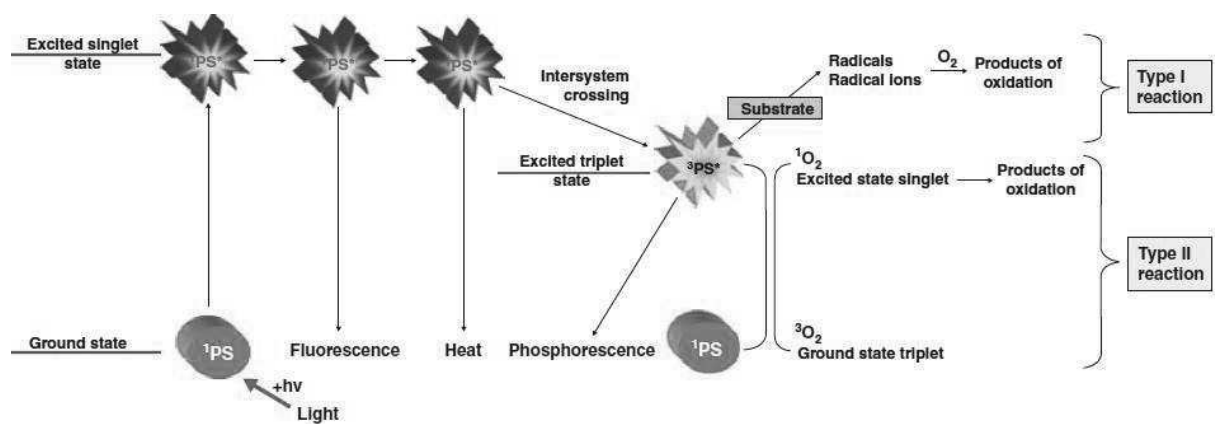 Excited singlet
state
¹PS*
¹PS*
¹PS*
Intersystem
crossing
Substrate
Radicals
Radical ions
O₂
Products of
oxidation
Type I
reaction
Excited triplet
state
³PS*
¹O₂
Excited state singlet
Products of
oxidation
Type II
reaction
Ground state
¹PS
Fluorescence
Heat
Phosphorescence
¹PS
³O₂
Ground state triplet
+hν
Light